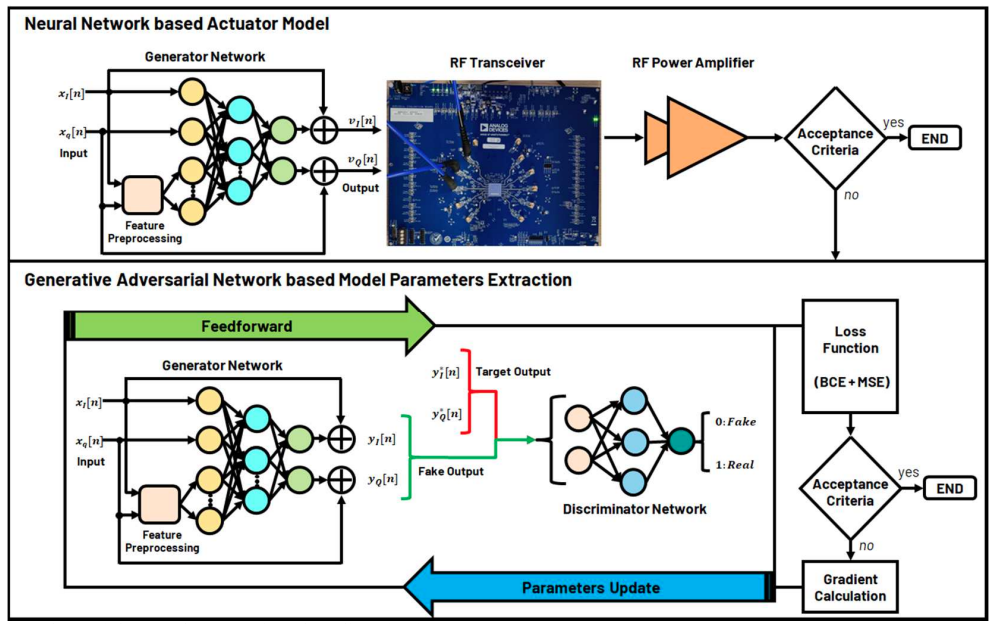 Neural Network based Actuator Model
Generator Network
RF Transceiver
RF Power Amplifier
x_I[n]
x_q[n]
Input
Feature
Preprocessing
v_I[n]
v_Q[n]
Output
ANALOG
DEVICES
Acceptance
Criteria
yes
END
no
Generative Adversarial Network based Model Parameters Extraction
Feedforward
Generator Network
x_I[n]
x_q[n]
Input
Feature
Preprocessing
y_I[n]
Fake Output
y_Q[n]
Target Output
Discriminator Network
0:Fake
1:Real
Loss
Function
(BCE+MSE)
Acceptance
Criteria
yes
END
no
Gradient
Calculation
Parameters Update